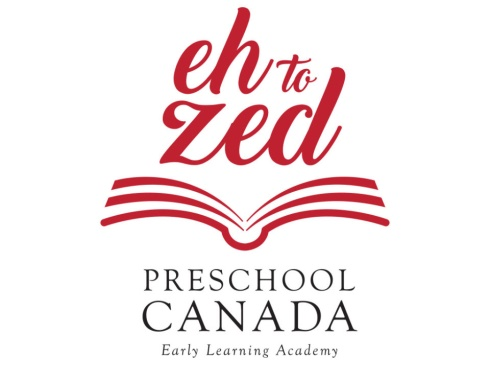 eh to
zed
PRESCHOOL
CANADA
Early Learning Academy